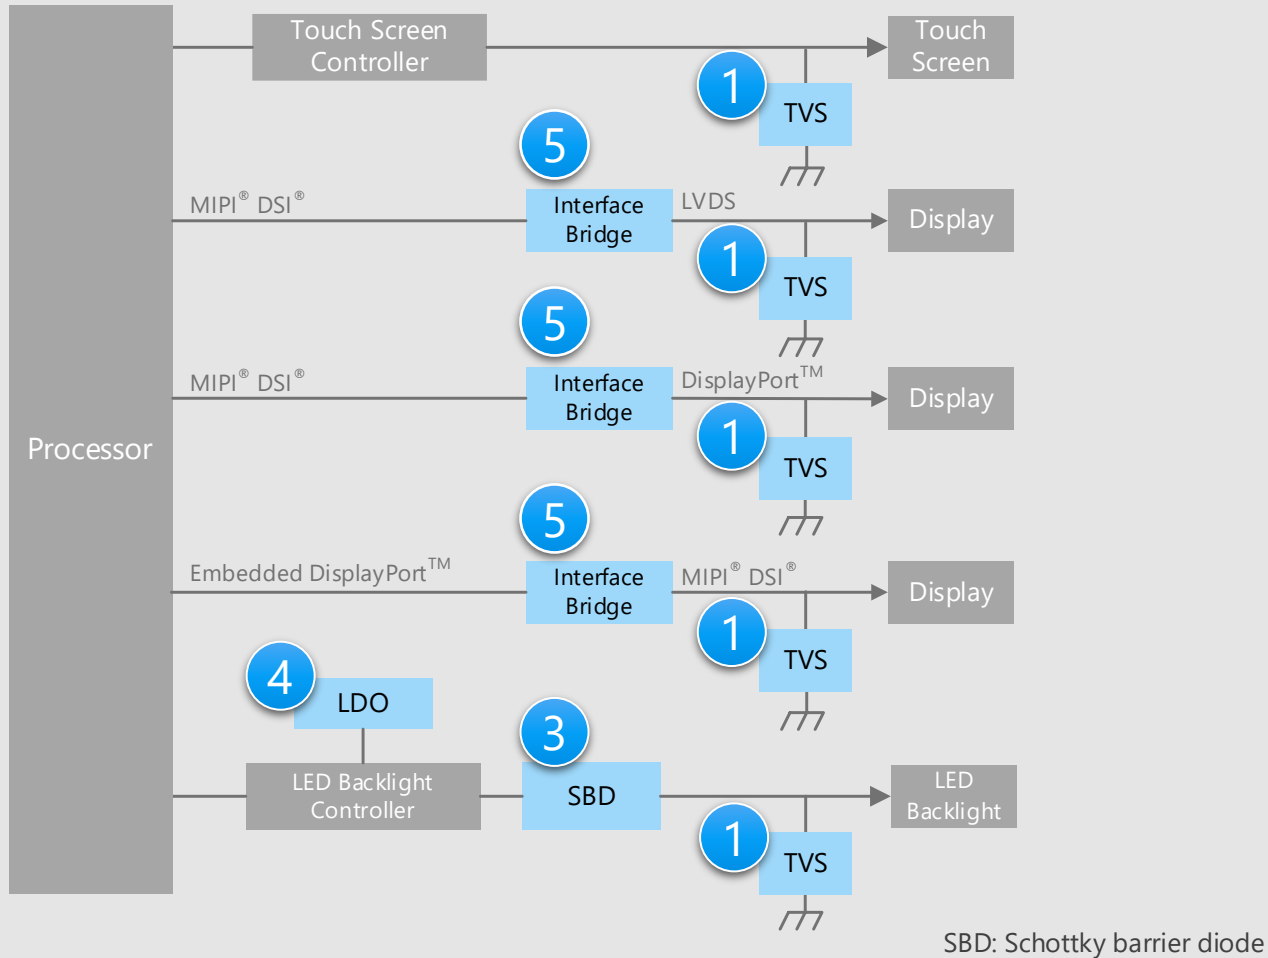 Processor
Touch Screen
Controller
1
TVS
Touch
Screen
5
MIPI® DSI®
Interface
Bridge
LVDS
1
TVS
Display
5
MIPI® DSI®
Interface
Bridge
DisplayPort™
1
TVS
Display
5
Embedded DisplayPort™
Interface
Bridge
MIPI® DSI®
1
TVS
Display
4
LDO
LED Backlight
Controller
3
SBD
1
TVS
LED
Backlight
SBD: Schottky barrier diode